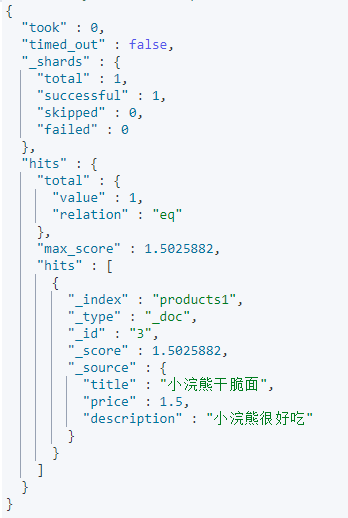 {
  "took" : 0,
  "timed_out" : false,
  "_shards" : {
    "total" : 1,
    "successful" : 1,
    "skipped" : 0,
    "failed" : 0
  },
  "hits" : {
    "total" : {
      "value" : 1,
      "relation" : "eq"
    },
    "max_score" : 1.5025882,
    "hits" : [
      {
        "_index" : "products1",
        "_type" : "_doc",
        "_id" : "3",
        "_score" : 1.5025882,
        "_source" : {
          "title" : "小浣熊干脆面",
          "price" : 1.5,
          "description" : "小浣熊很好吃"
        }
      }
    ]
  }
}